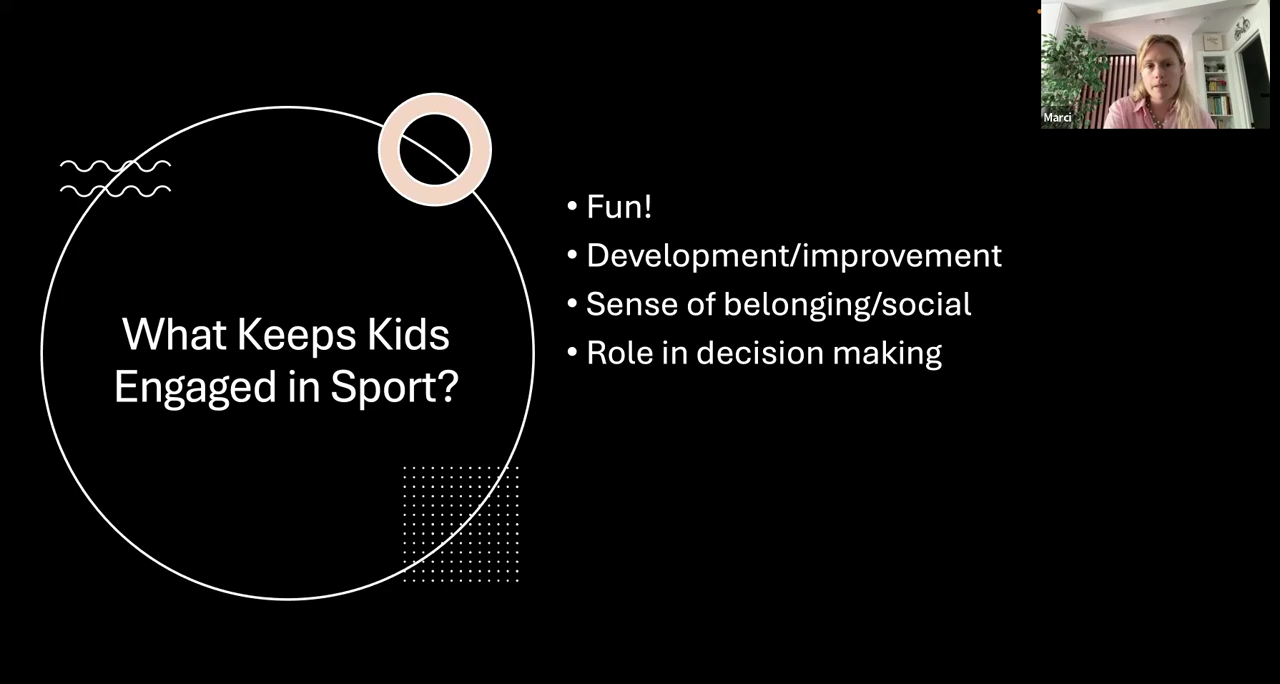 What Keeps Kids
Engaged in Sport?
• Fun!
• Development/improvement
• Sense of belonging/social
• Role in decision making
Marci